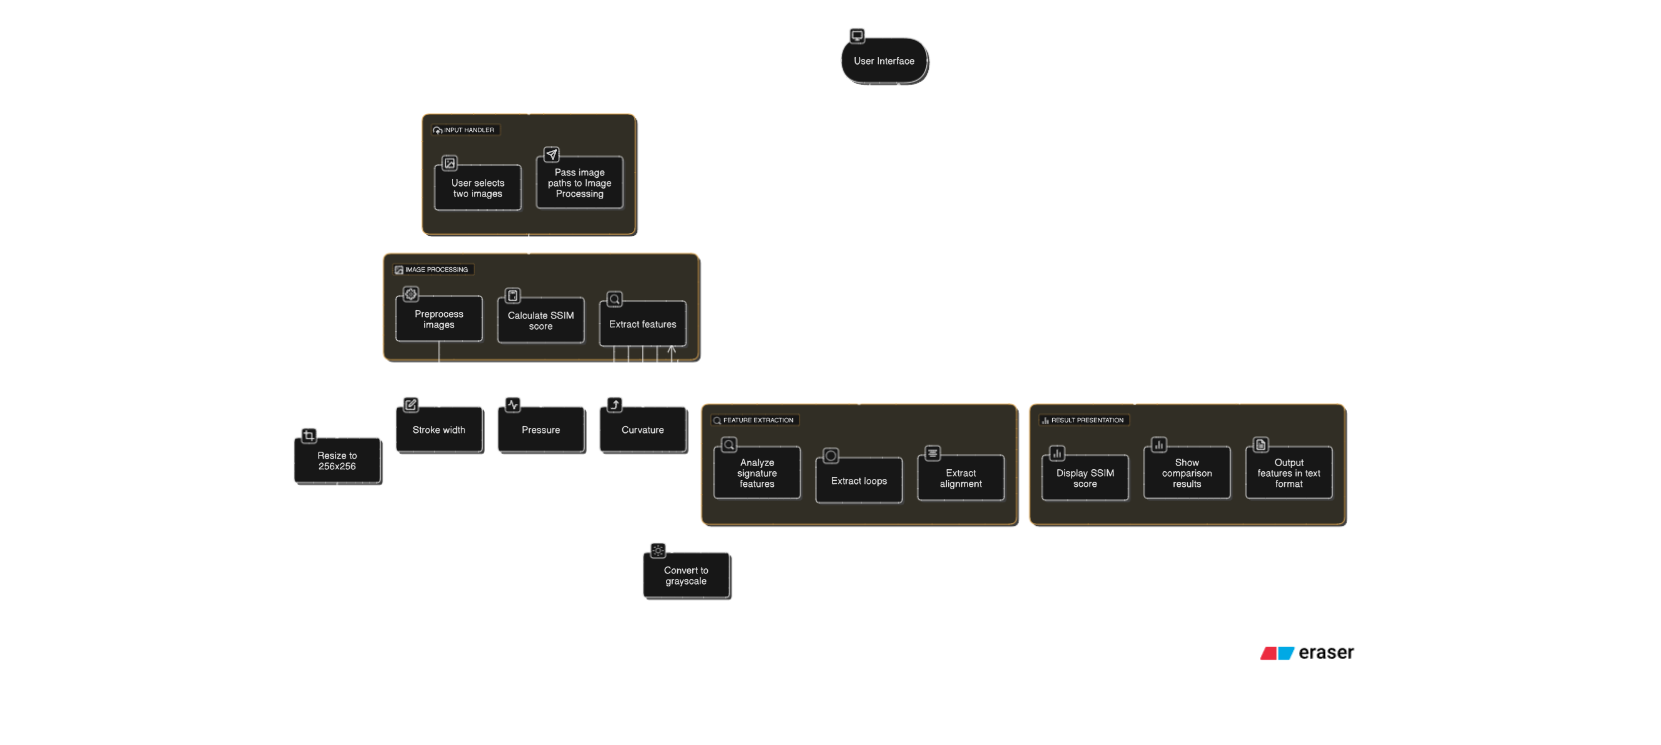 User Interface
INPUT HANDLER
User selects
two images
Pass image
paths to Image
Processing
IMAGE PROCESSING
Preprocess
images
Calculate SSIM
score
Extract features
Resize to
256x256
Stroke width
Pressure
Curvature
FEATURE EXTRACTION
Analyze
signature
features
Extract loops
Extract
alignment
RESULT PRESENTATION
Display SSIM
score
Show
comparison
results
Output
features in text
format
Convert to
grayscale
eraser